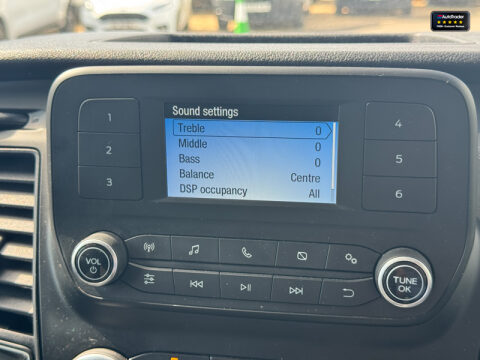 AutoTrader
Sound settings
Treble 0
Middle 0
Bass 0
Balance Centre
DSP occupancy All
1
2
3
4
5
6
VOL
TUNE
OK